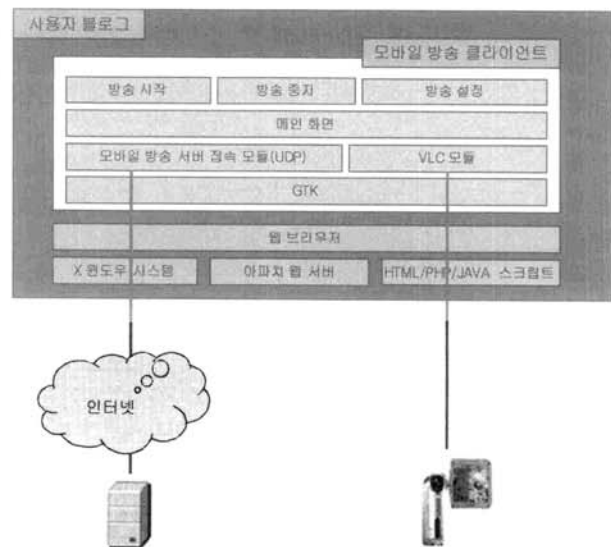 사용자 블로그
모바일 방송 클라이언트
방송 시작
방송 중지
방송 설정
메인 화면
모바일 방송 서버 접속 모듈(UDP)
VLC 모듈
GTK
웹 브라우저
X 윈도우 시스템
아파치 웹 서버
HTML/PHP/JAVA 스크립트
인터넷